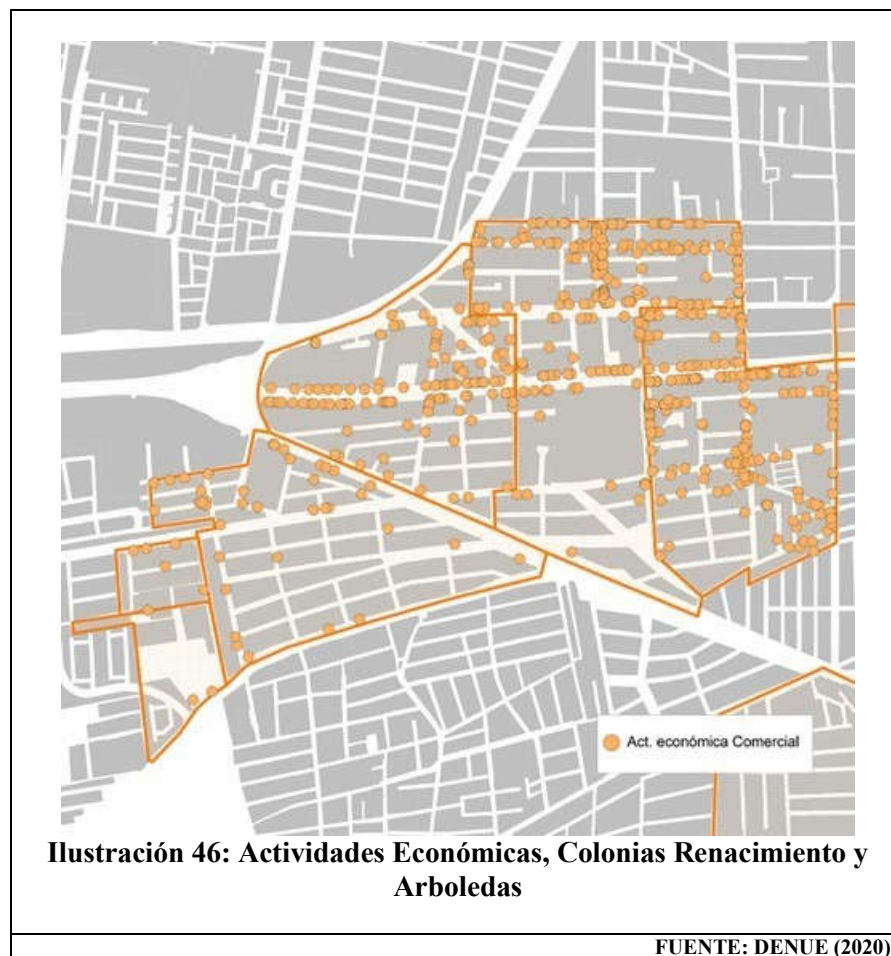 Act. económica Comercial
Ilustración 46: Actividades Económicas, Colonias Renacimiento y
Arboledas
FUENTE: DENUE (2020)